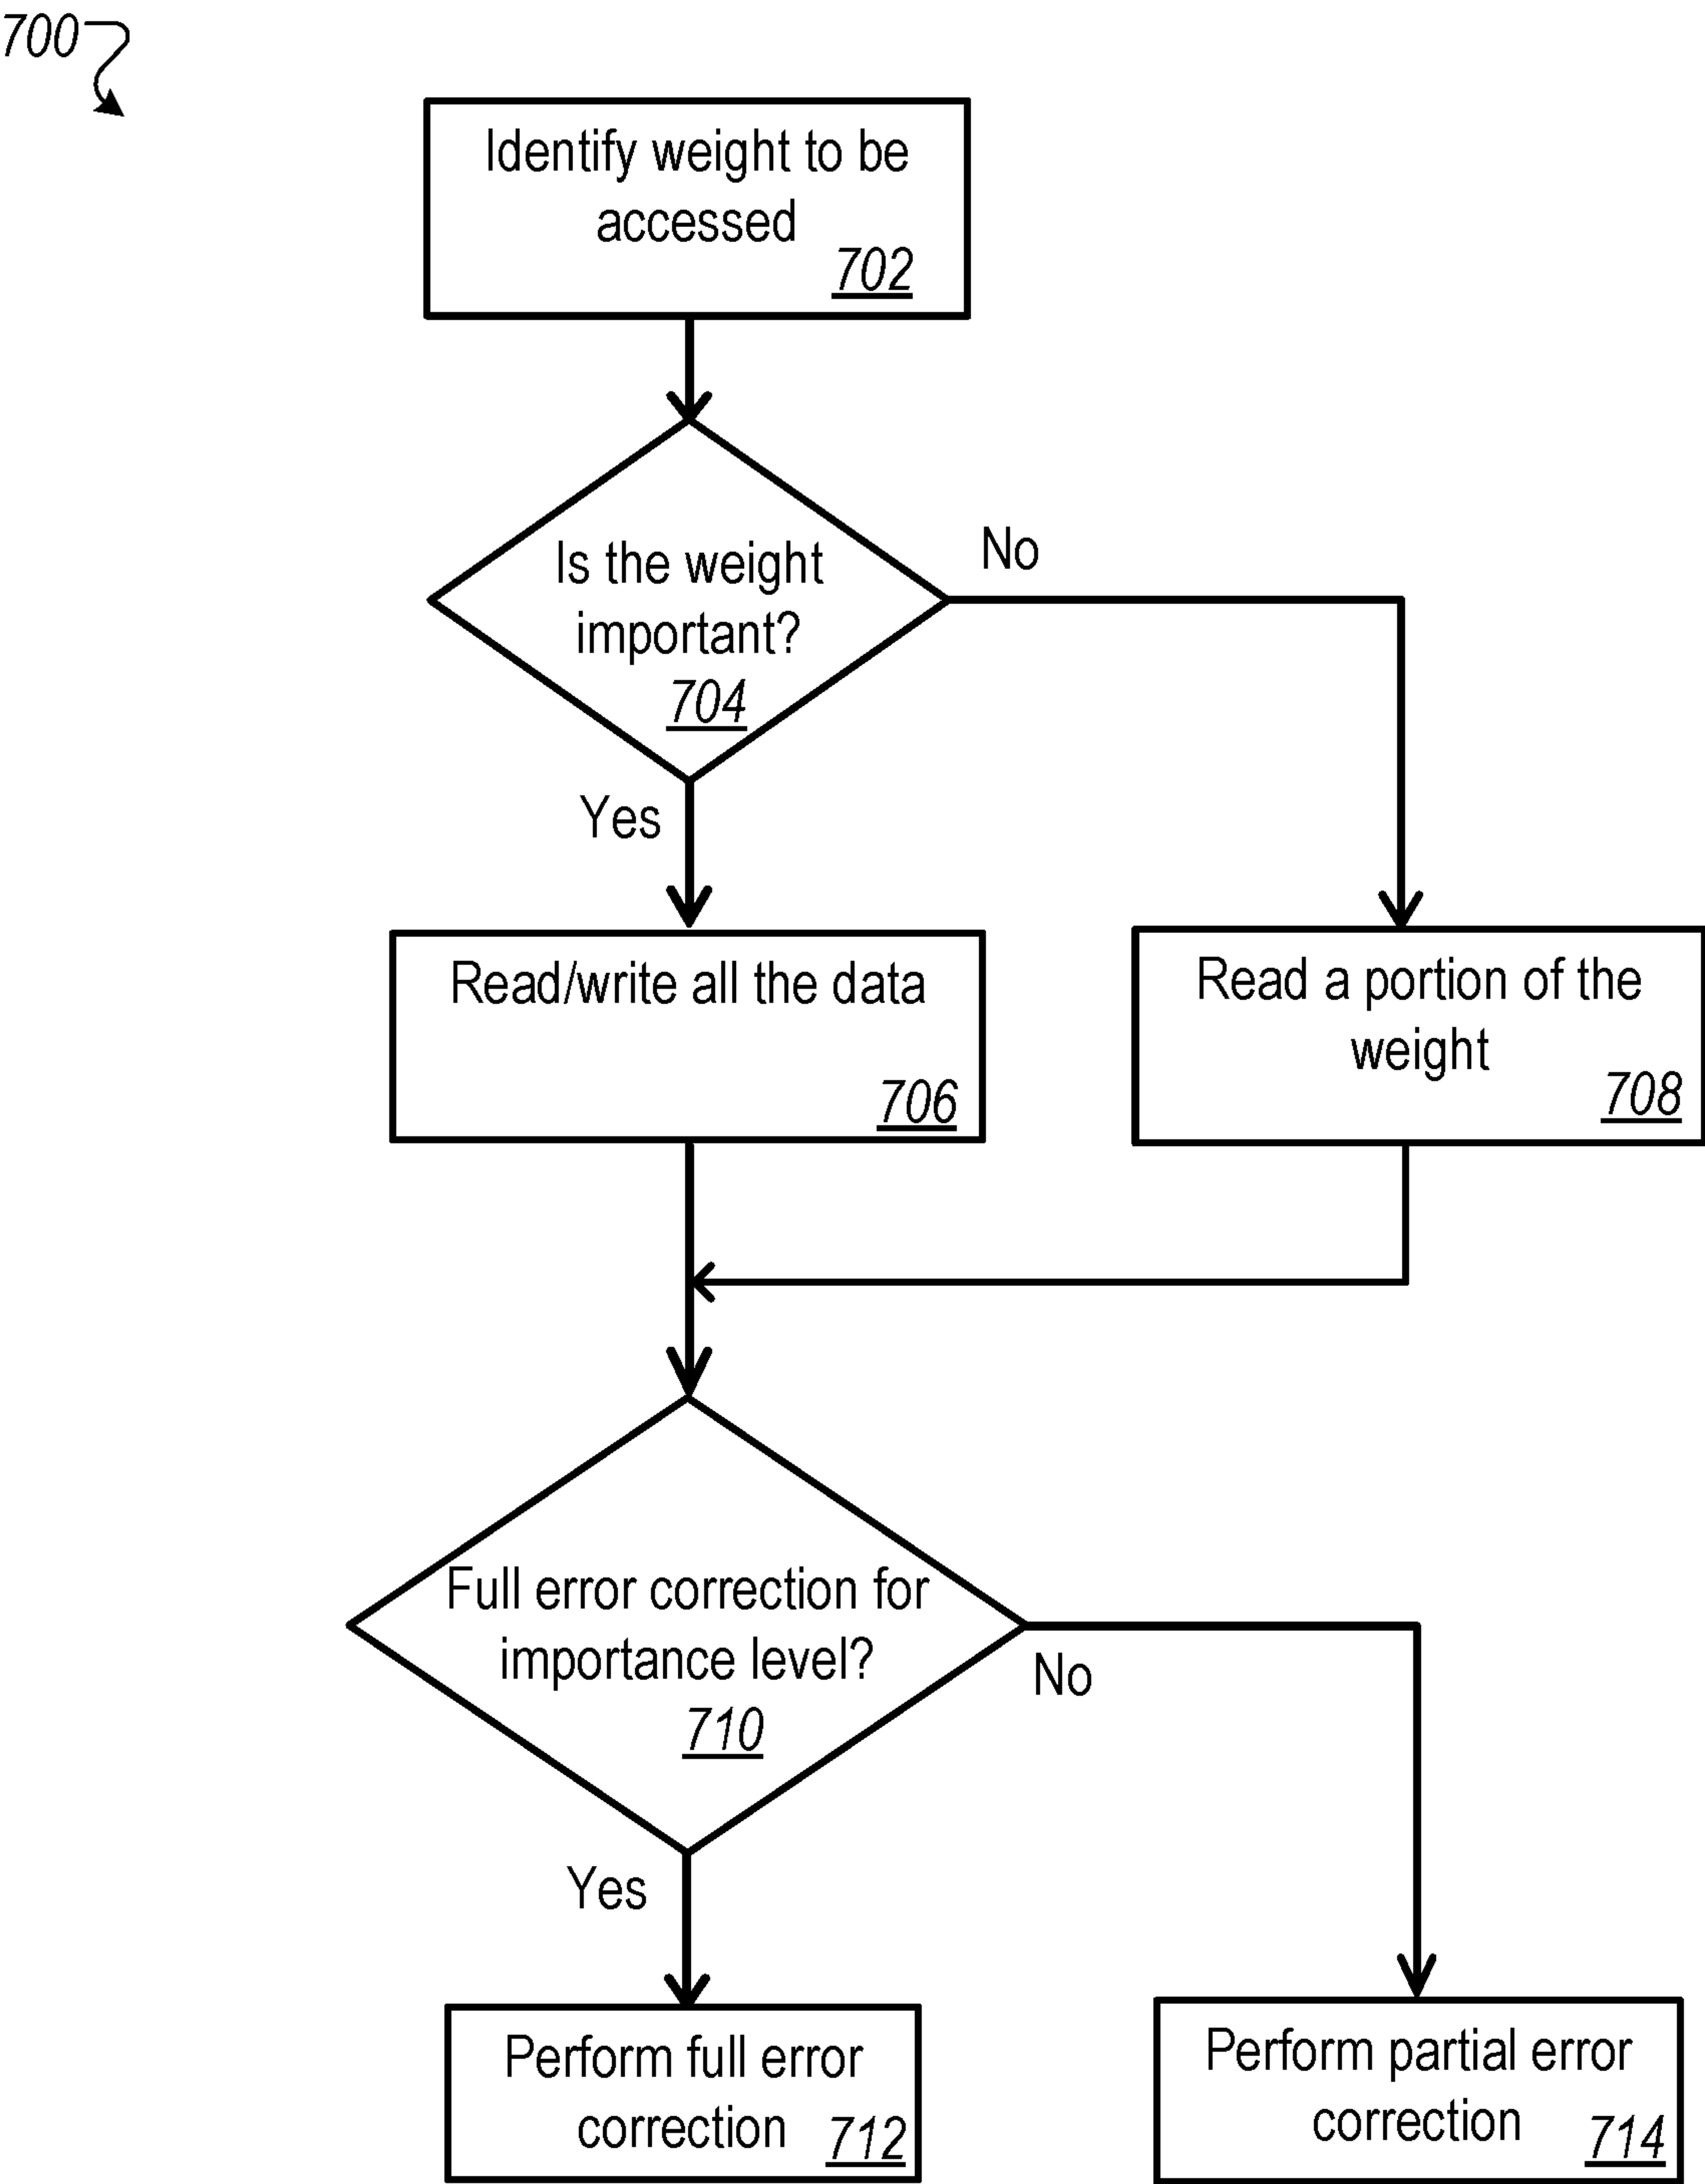 700
Identify weight to be
accessed
702
Is the weight
important?
704
No
Yes
Read/write all the data
706
Read a portion of the
weight
708
Full error correction for
importance level?
710
No
Yes
Perform full error
correction 712
Perform partial error
correction 714